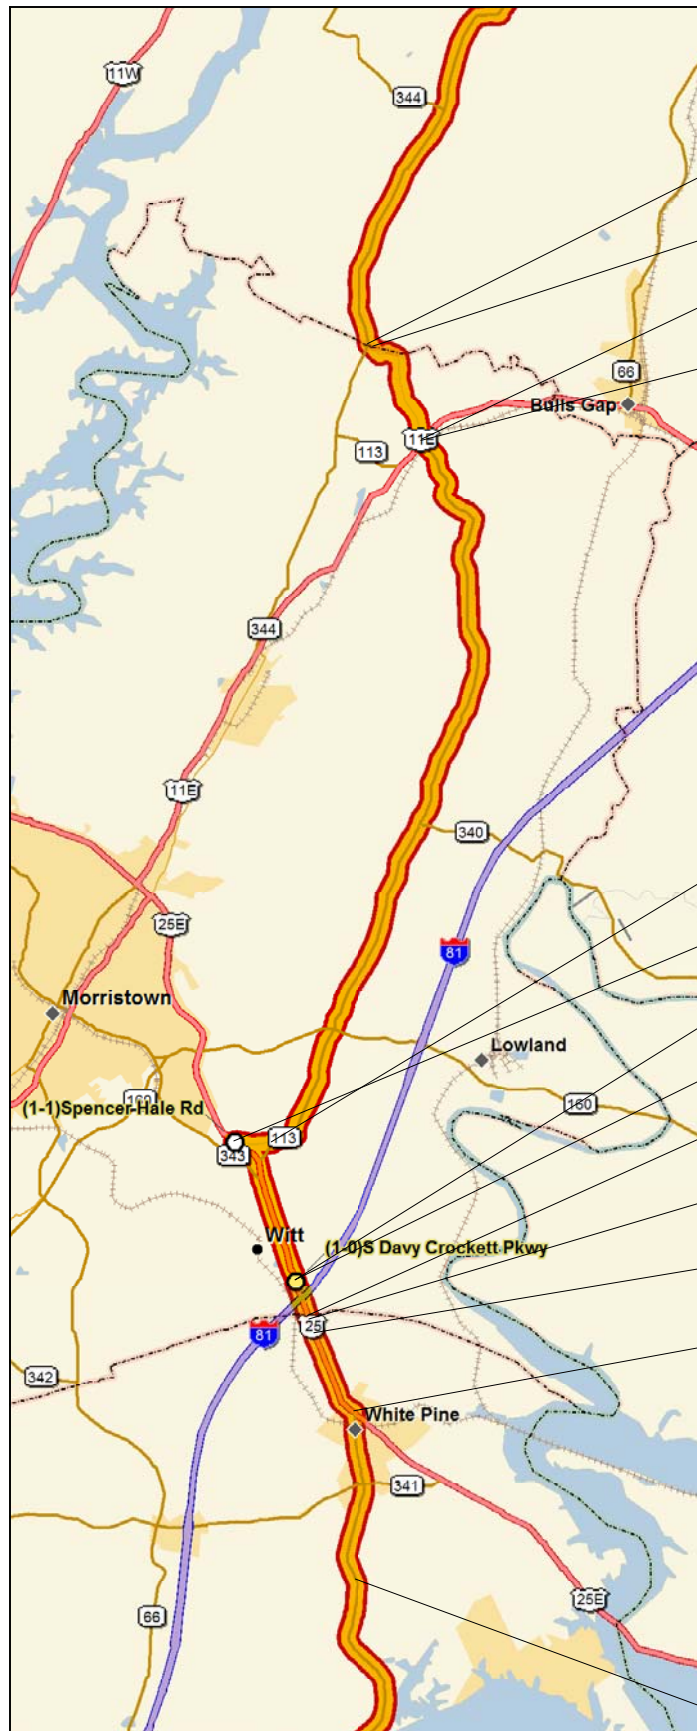 11W
344
66
Bulls Gap
11E
113
344
11E
340
25E
81
Morristown
Lowland
160
160
(1-1)Spencer-Hale Rd
113
343
Witt
(1-0)S Davy Crockett Pkwy
25
81
342
White Pine
341
25E
66